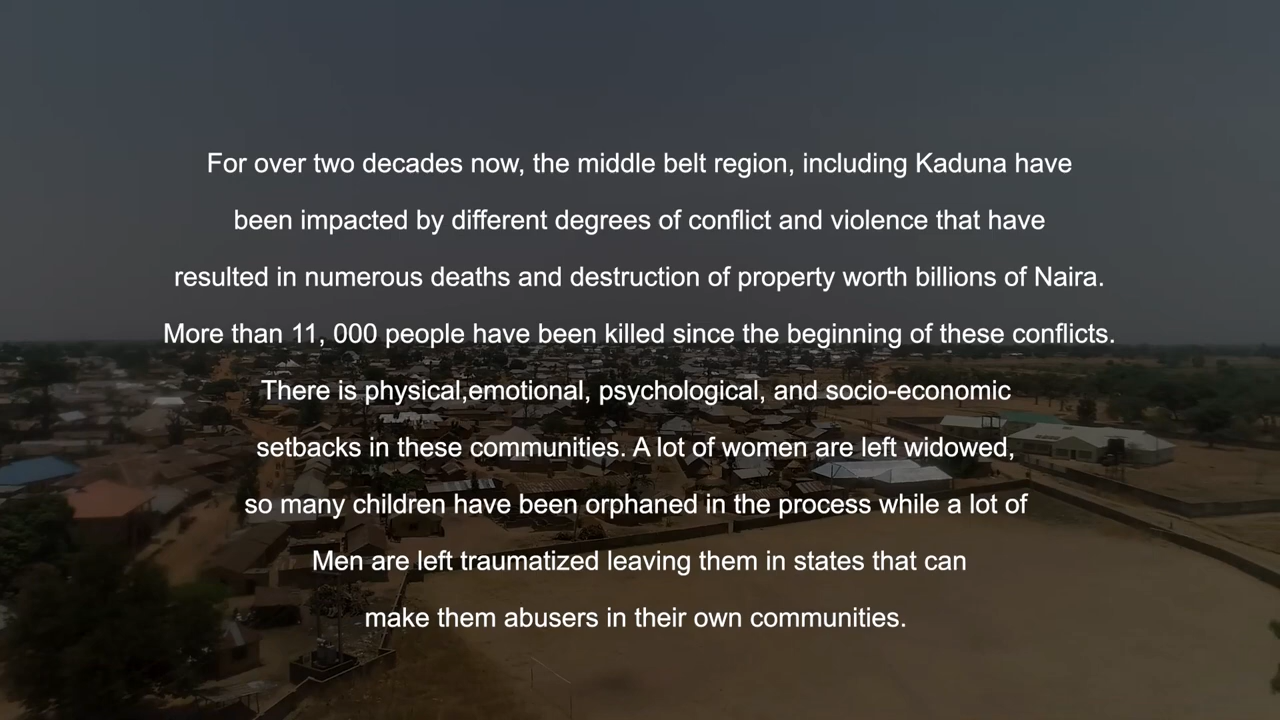 For over two decades now, the middle belt region, including Kaduna have
been impacted by different degrees of conflict and violence that have
resulted in numerous deaths and destruction of property worth billions of Naira.
More than 11, 000 people have been killed since the beginning of these conflicts.
There is physical,emotional, psychological, and socio-economic
setbacks in these communities. A lot of women are left widowed,
so many children have been orphaned in the process while a lot of
Men are left traumatized leaving them in states that can
make them abusers in their own communities.